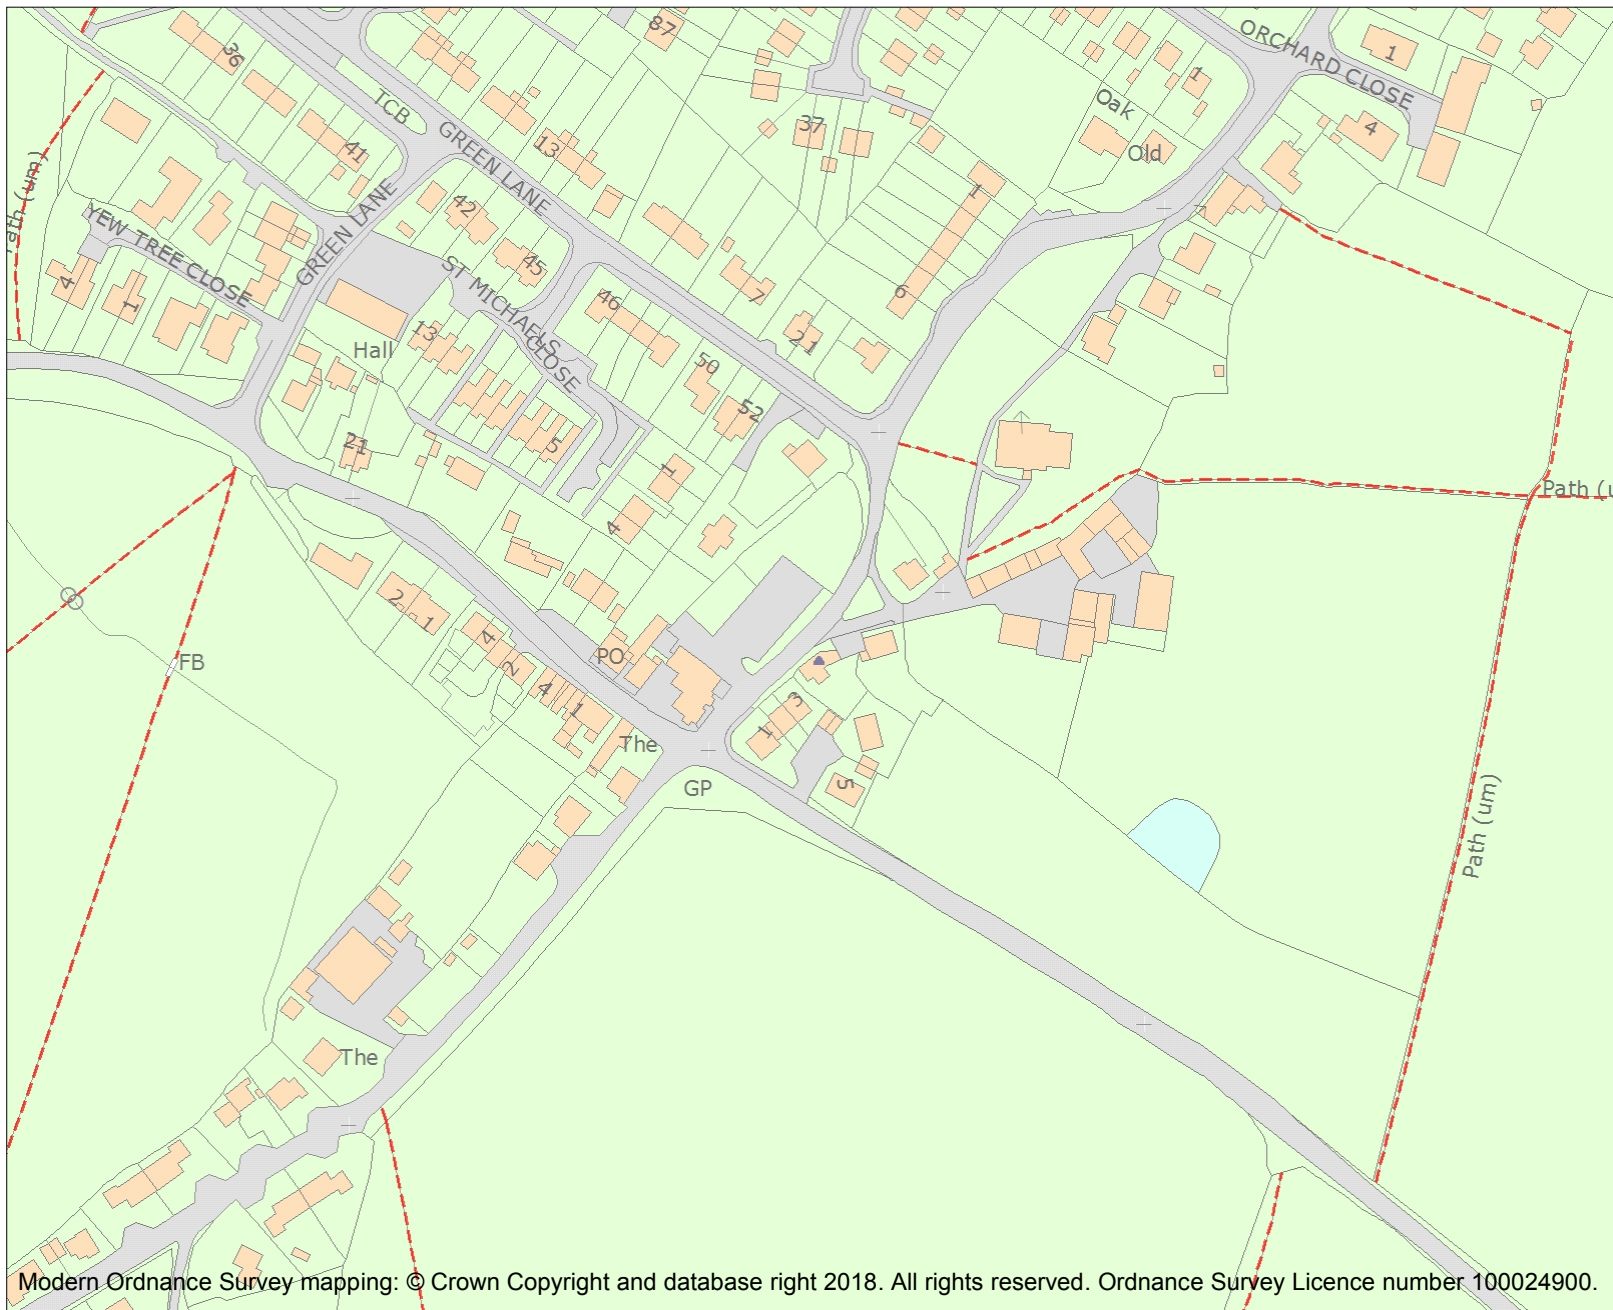 87
36
TCB
GREEN LANE
13
41
37
Oak
Old
1
ORCHARD CLOSE
1
4
Path (um)
YEW TREE CLOSE
GREEN LANE
42
45
ST MICHAELS
CLOSE
46
7
21
1
6
4
1
Hall
13
50
52
5
21
1
4
2
1
4
2
4
1
PO
The
GP
3
1
5
FB
Path (u
Path (um)
The
Modern Ordnance Survey mapping: © Crown Copyright and database right 2018. All rights reserved. Ordnance Survey Licence number 100024900.